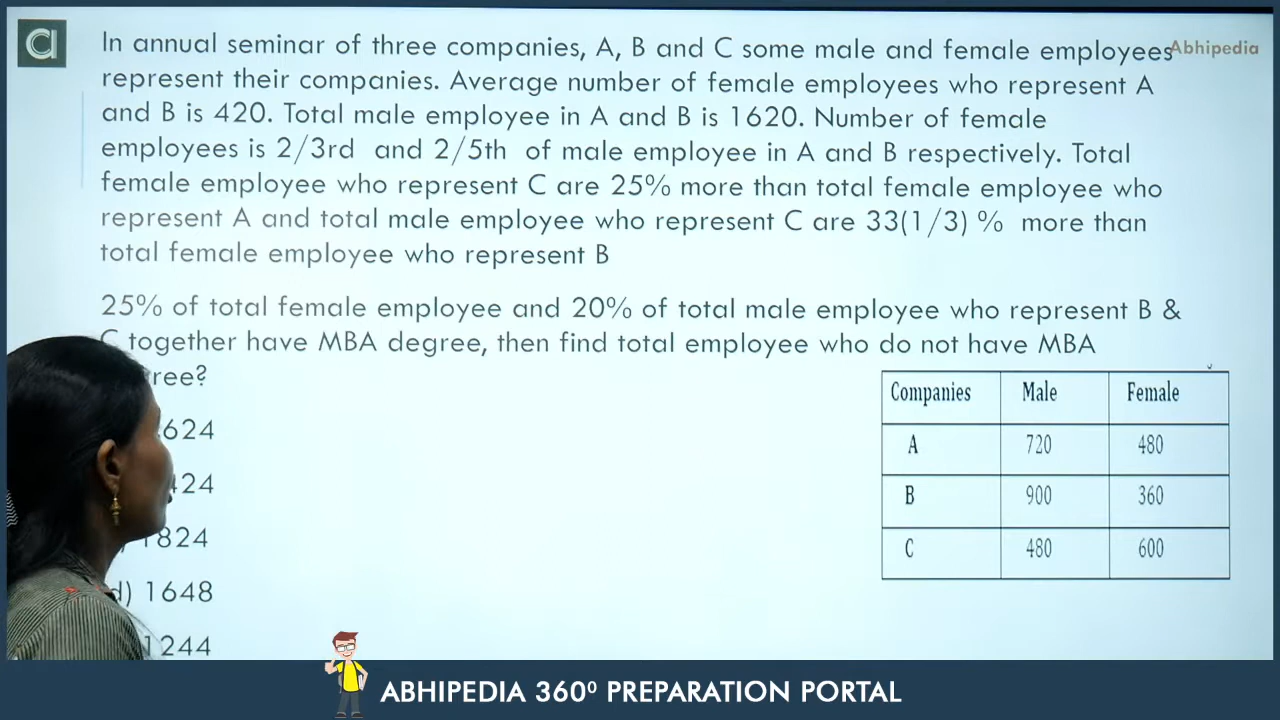 In annual seminar of three companies, A, B and C some male and female employees
Abhipedia
represent their companies. Average number of female employees who represent A
and B is 420. Total male employee in A and B is 1620. Number of female
employees is 2/3rd and 2/5th of male employee in A and B respectively. Total
female employee who represent C are 25% more than total female employee who
represent A and total male employee who represent C are 33(1/3) % more than
total female employee who represent B
25% of total female employee and 20% of total male employee who represent B &
together have MBA degree, then find total employee who do not have MBA
ree?
624
424
1824
d) 1648
1244
Companies Male Female
A 720 480
B 900 360
C 480 600
ABHIPEDIA 360⁰ PREPARATION PORTAL